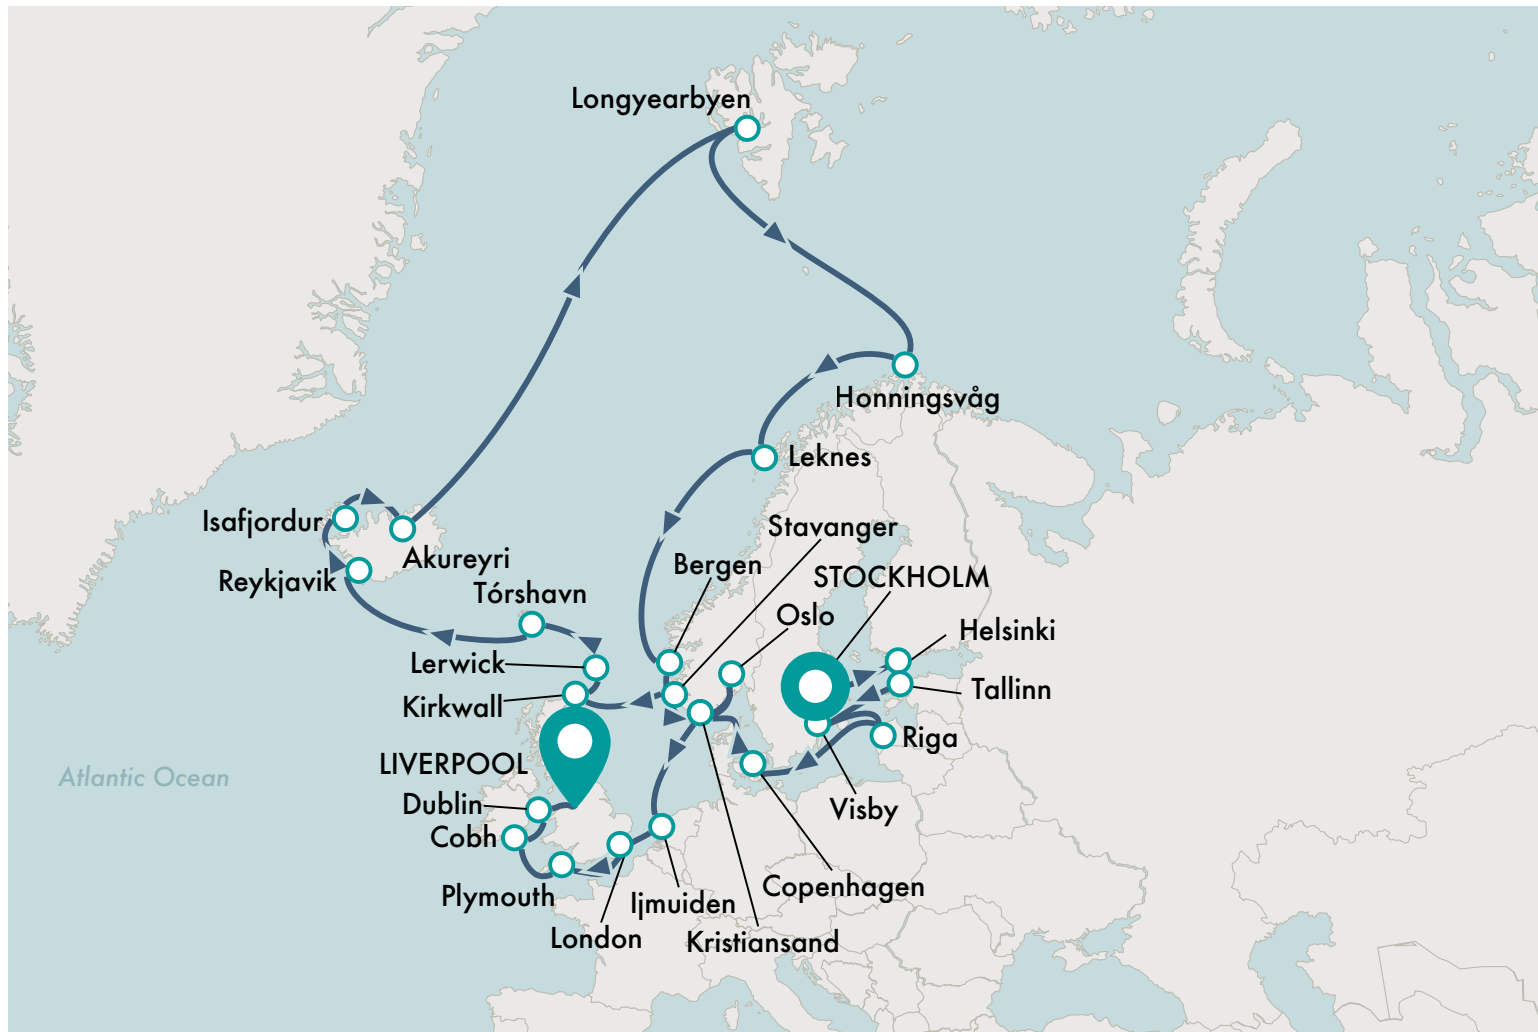 Longyearbyen
Honningsvåg
Leknes
Isafjordur
Stavanger
Akureyri
Bergen
Reykjavik
STOCKHOLM
Tórshavn
Oslo
Helsinki
Lerwick
Tallinn
Kirkwall
Riga
LIVERPOOL
Atlantic Ocean
Dublin
Visby
Cobh
Copenhagen
Plymouth
Ijmuiden
London
Kristiansand